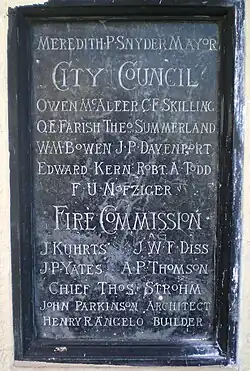 MEREDITH·P·SNYDER MAYOR
CITY COUNCIL
OWEN MCALEER C·F·SKILLING
O.E.FARISH THEO SUMMERLAND
W.M.BOWEN J·P·DAVENPORT
EDWARD KERN· ROBT. A· TODD
F·U·NOFZIGER
FIRE COMMISSION·
J.KUHRTS J·W·F·DISS
J.P.YATES A·P·THOMSON
CHIEF THOS. STROHM
JOHN PARKINSON ARCHITECT
HENRY R.ANGELO BUILDER